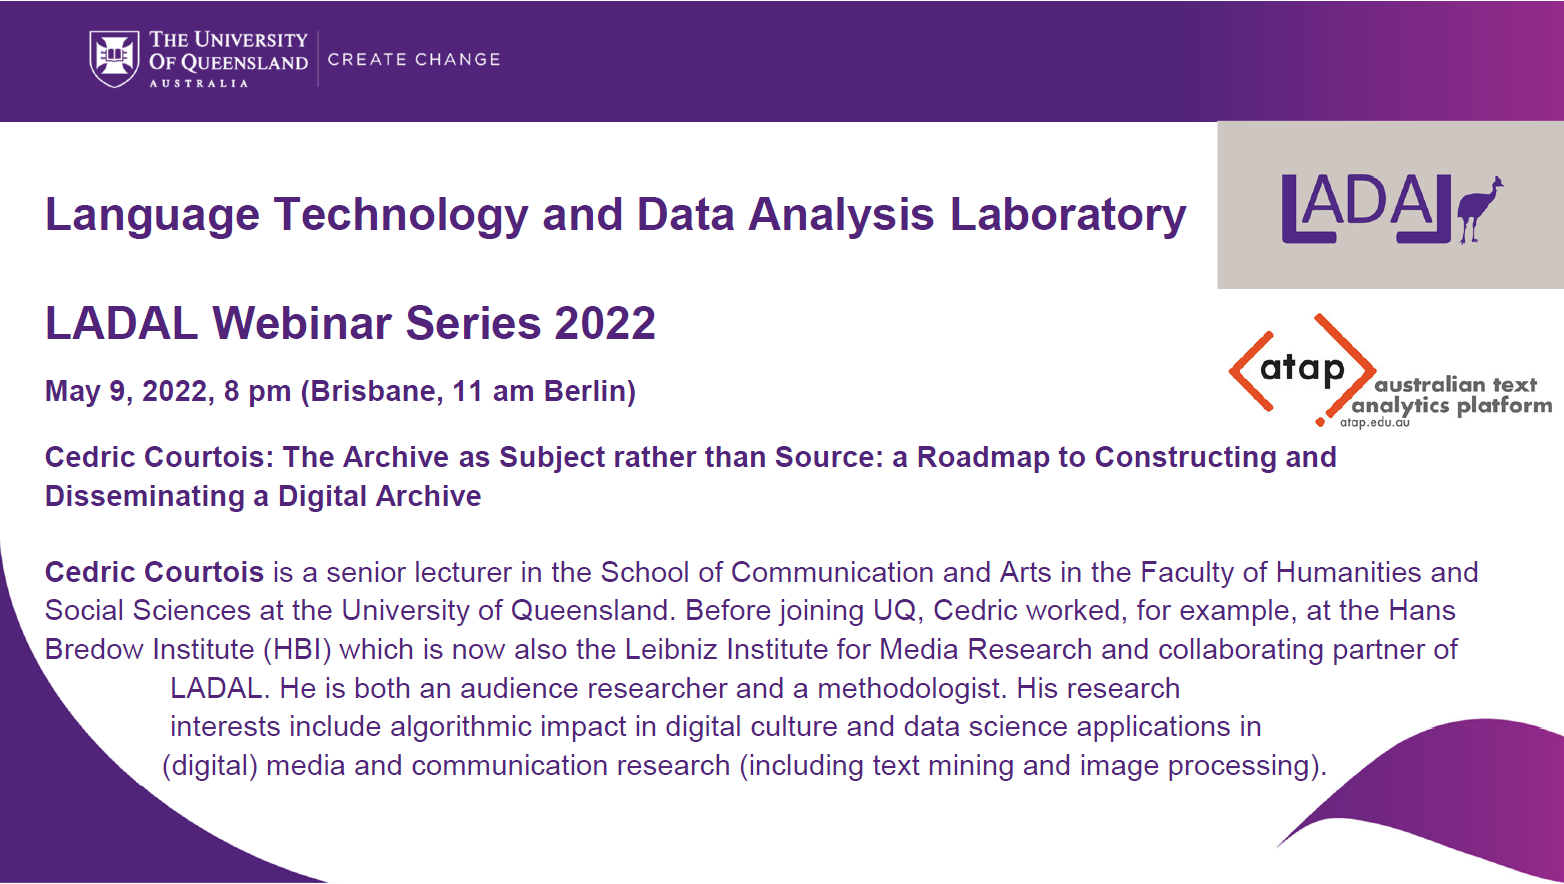 THE UNIVERSITY
OF QUEENSLAND
AUSTRALIA
CREATE CHANGE
Language Technology and Data Analysis Laboratory
LADAL
LADAL Webinar Series 2022
atap
australian text
analytics platform
atap.edu.au
May 9, 2022, 8 pm (Brisbane, 11 am Berlin)
Cedric Courtois: The Archive as Subject rather than Source: a Roadmap to Constructing and
Disseminating a Digital Archive
Cedric Courtois is a senior lecturer in the School of Communication and Arts in the Faculty of Humanities and
Social Sciences at the University of Queensland. Before joining UQ, Cedric worked, for example, at the Hans
Bredow Institute (HBI) which is now also the Leibniz Institute for Media Research and collaborating partner of
LADAL. He is both an audience researcher and a methodologist. His research
interests include algorithmic impact in digital culture and data science applications in
(digital) media and communication research (including text mining and image processing).